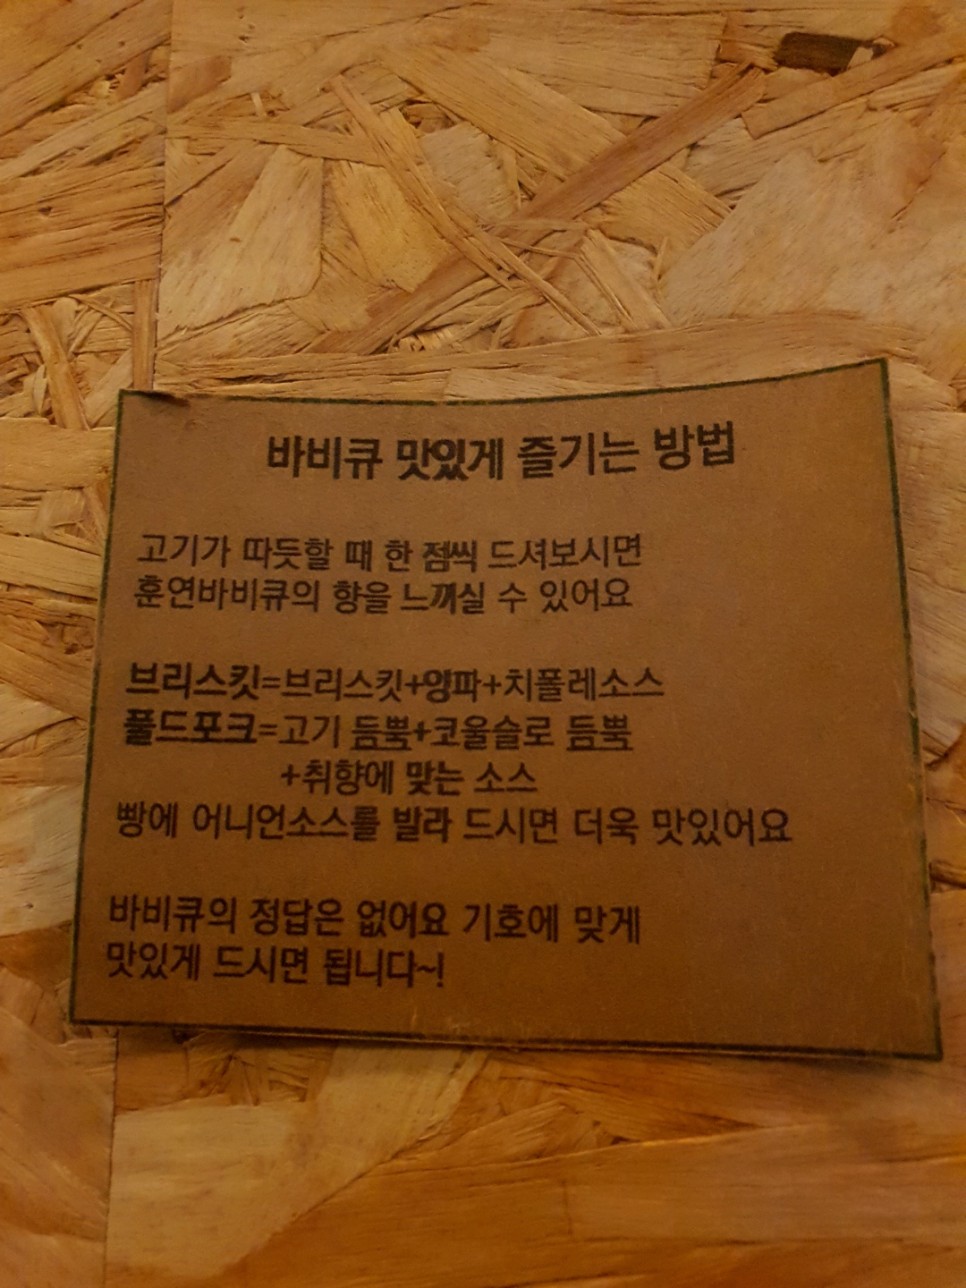 바비큐 맛있게 즐기는 방법
고기가 따듯할 때 한 점씩 드셔보시면
훈연바비큐의 향을 느끼실 수 있어요
브리스킷=브리스킷+양파+치폴레소스
풀드포크=고기 듬뿍+코울슬로 듬뿍
+취향에 맞는 소스
빵에 어니언소스를 발라 드시면 더욱 맛있어요
바비큐의 정답은 없어요 기호에 맞게
맛있게 드시면 됩니다~!